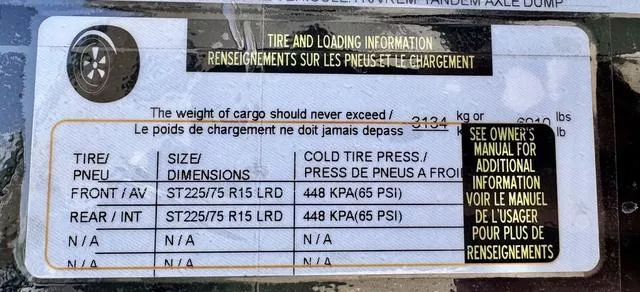 TANDEM AXLE DUMP
TIRE AND LOADING INFORMATION
RENSEIGNEMENTS SUR LES PNEUS ET LE CHARGEMENT
The weight of cargo should never exceed / 3134 kg or 6910 lbs
Le poids de chargement ne doit jamais depass k lb
TIRE/ SIZE/ COLD TIRE PRESS./
PNEU DIMENSIONS PRESS DE PNEUS A FROI
FRONT / AV ST225/75 R15 LRD 448 KPA(65 PSI)
REAR / INT ST225/75 R15 LRD 448 KPA(65 PSI)
N / A N / A N / A
N / A N / A N / A
SEE OWNER'S
MANUAL FOR
ADDITIONAL
INFORMATION
VOIR LE MANUEL
DE L'USAGER
POUR PLUS DE
RENSEIGNEMENTS